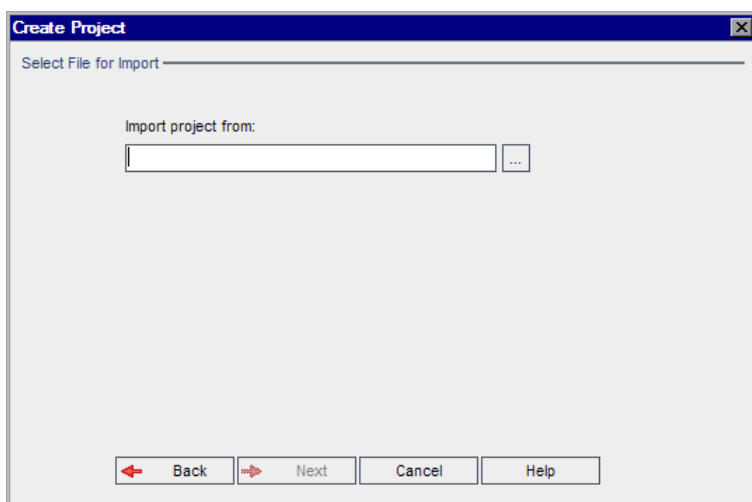 Create Project
Select File for Import
Import project from:
...
Back Next Cancel Help